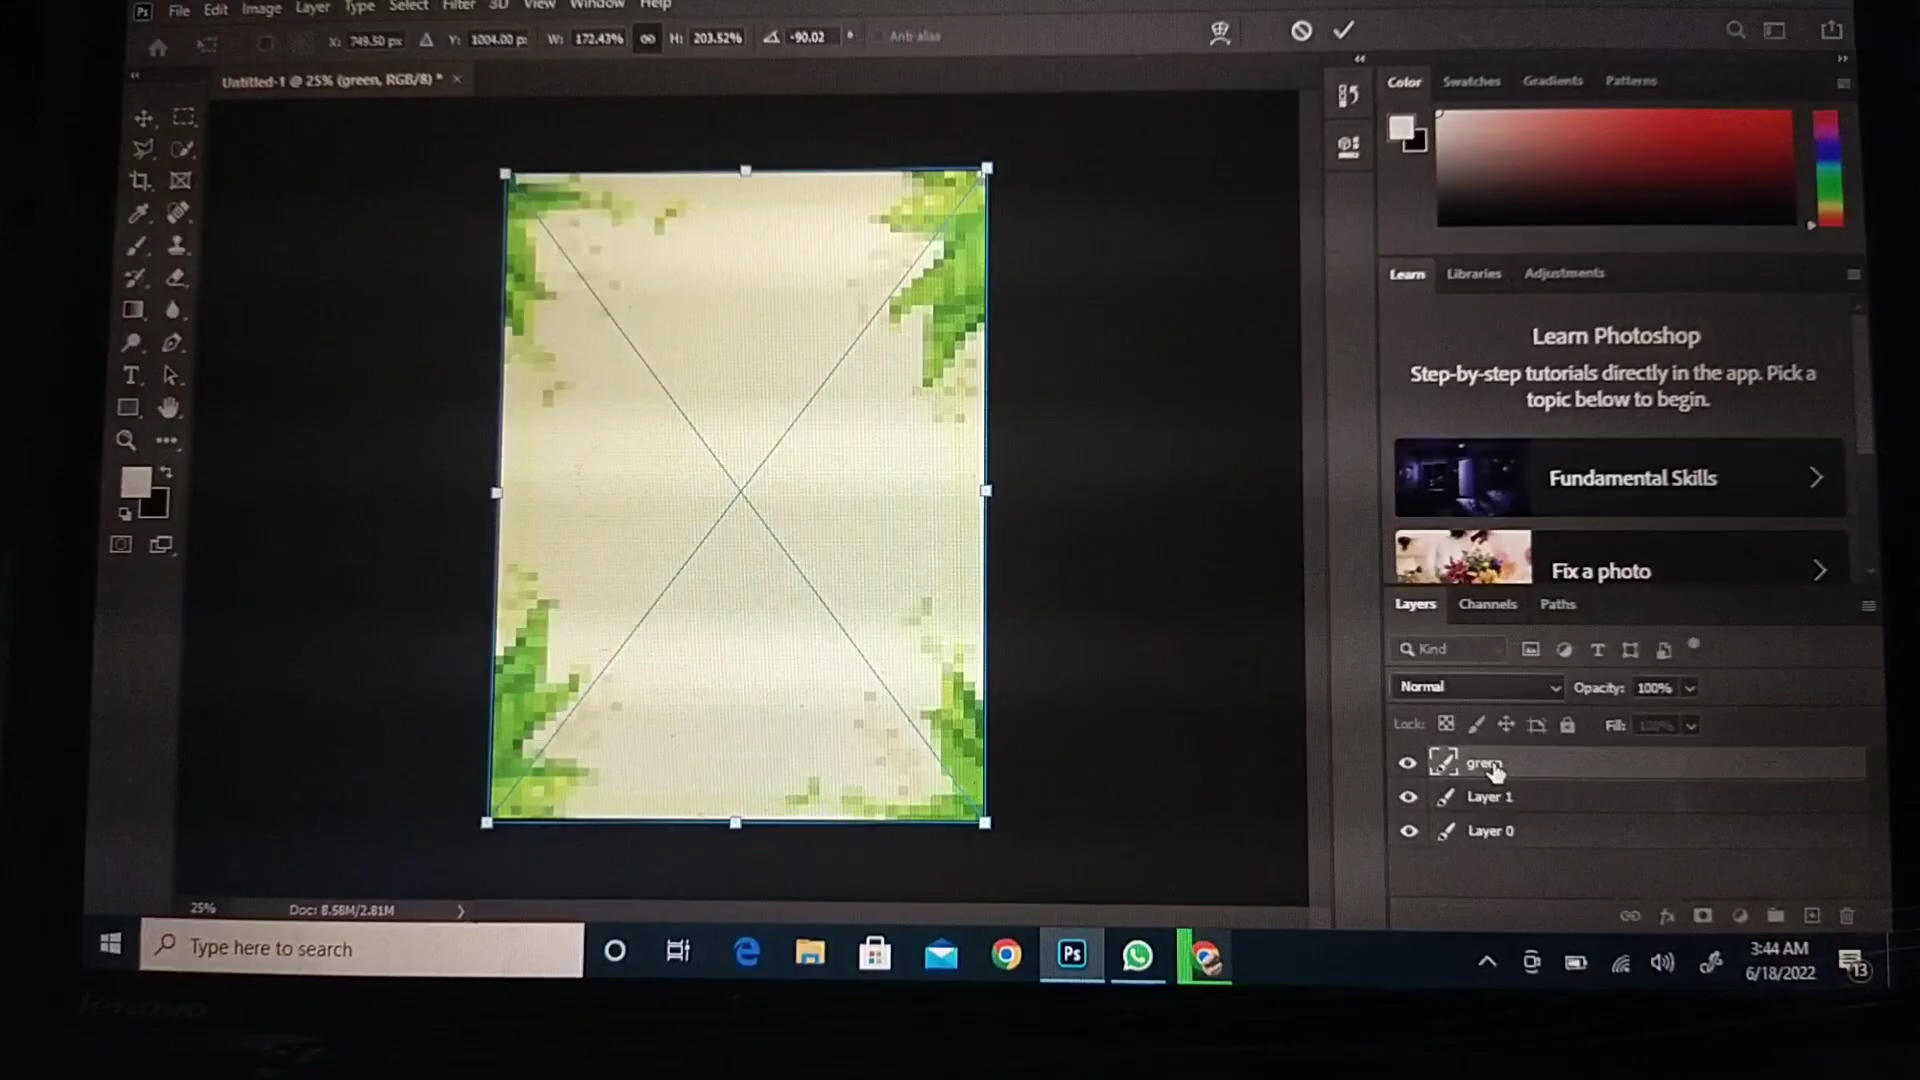 Ps File Edit Image Layer Type Select Filter 3D View Window Help
X: 749.50 px Y: 1004.00 px W: 172.43% H: 203.52% -90.02 ° Anti-alias
Untitled-1 @ 25% (green, RGB/8) * ×
Color Swatches Gradients Patterns
Learn Libraries Adjustments
Learn Photoshop
Step-by-step tutorials directly in the app. Pick a
topic below to begin.
Fundamental Skills
Fix a photo
Layers Channels Paths
Kind
Normal Opacity: 100%
Lock: Fill: 100%
green
Layer 1
Layer 0
25% Doc: 8.58M/2.81M
Type here to search
Ps
3:44 AM
6/18/2022
13
Lenovo